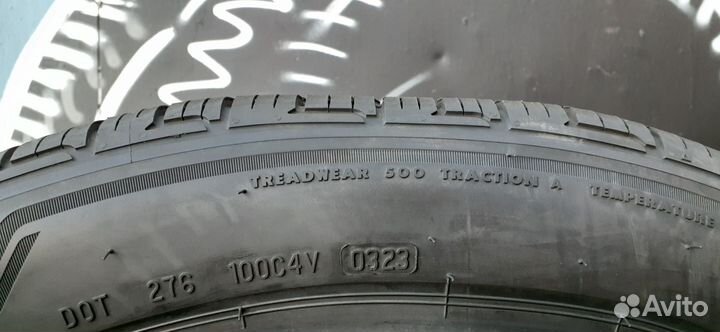 TREADWEAR 500 TRACTION A TEMPERATURE
DOT 276 100C4V 0323
Avito